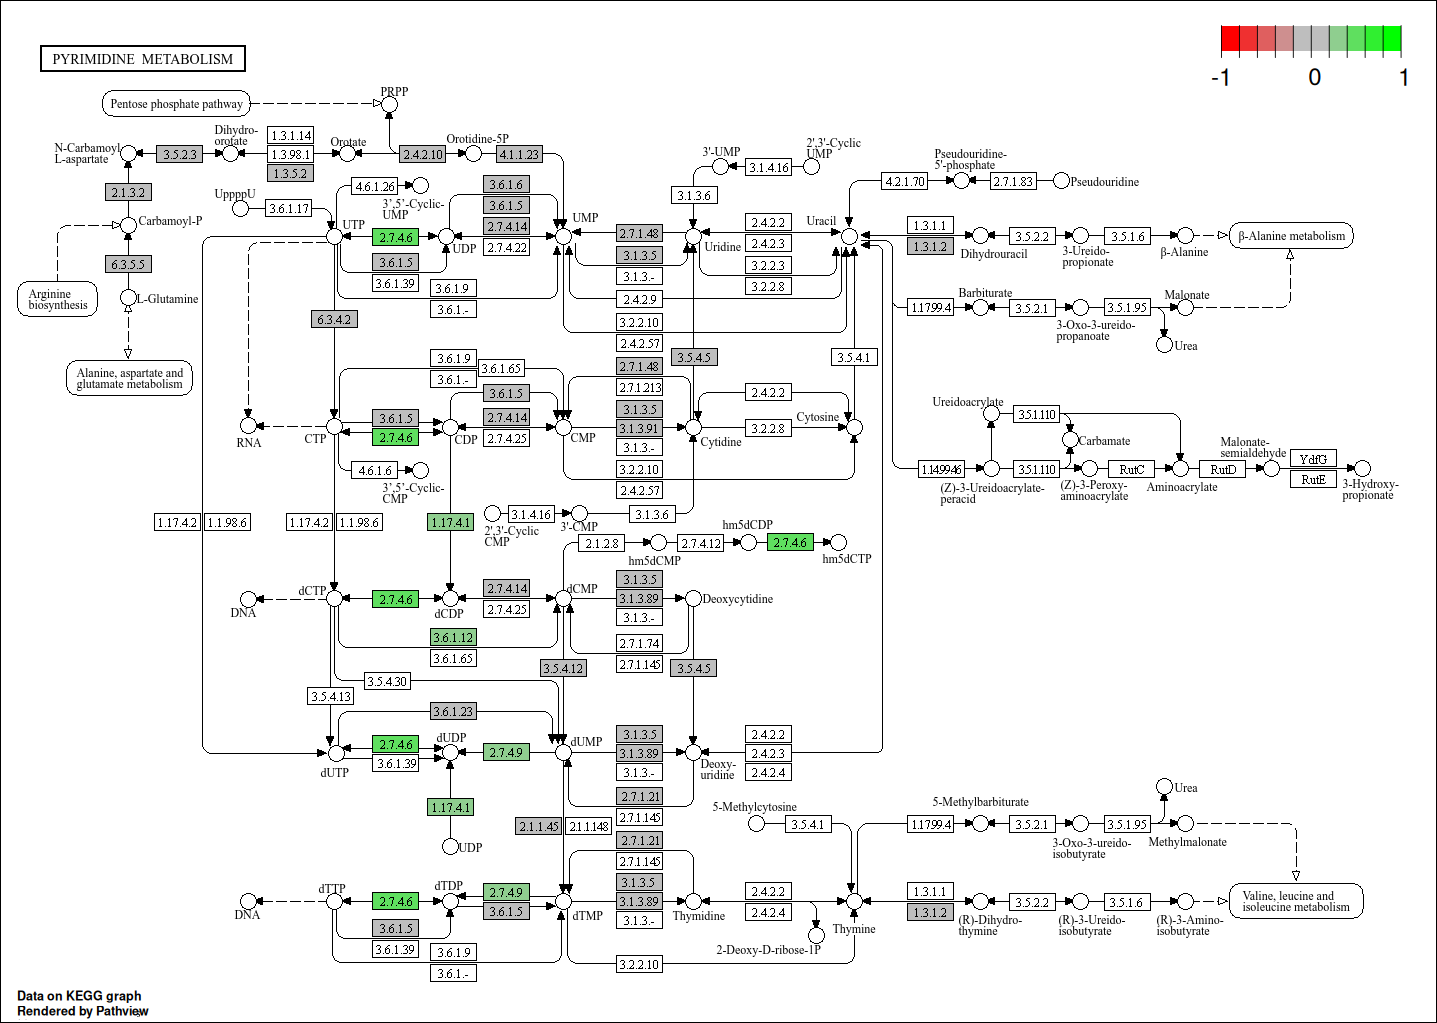 PYRIMIDINE METABOLISM
-1
0
1
Pentose phosphate pathway
PRPP
N-Carbamoyl-
L-aspartate
3.5.2.3
Dihydro-
orotate
1.3.1.14
1.3.98.1
1.3.5.2
Orotate
2.4.2.10
Orotidine-5P
4.1.1.23
2.1.3.2
Carbamoyl-P
6.3.5.5
L-Glutamine
Arginine
biosynthesis
Alanine, aspartate and
glutamate metabolism
UppppU
3.6.1.17
4.6.1.26
3',5'-Cyclic-
UMP
UTP
2.7.4.6
3.6.1.5
3.6.1.39
UDP
3.6.1.6
3.6.1.5
2.7.4.14
2.7.4.22
3.6.1.9
3.6.1.-
UMP
2.7.1.48
3.1.3.5
3.1.3.-
2.4.2.9
3.2.2.10
2.4.2.57
3'-UMP
3.1.4.16
2',3'-Cyclic
UMP
3.1.3.6
Uridine
2.4.2.2
2.4.2.3
3.2.2.3
3.2.2.8
Uracil
4.2.1.70
Pseudouridine-
5'-phosphate
2.7.1.83
Pseudouridine
1.3.1.1
1.3.1.2
Dihydrouracil
3.5.2.2
3-Ureido-
propionate
3.5.1.6
β-Alanine
β-Alanine metabolism
1.1.99.4
Barbiturate
3.5.2.1
3-Oxo-3-ureido-
propanoate
3.5.1.95
Malonate
Urea
6.3.4.2
3.6.1.9
3.6.1.-
3.6.1.65
3.5.4.5
3.5.4.1
RNA
CTP
3.6.1.5
2.7.4.6
CDP
3.6.1.5
2.7.4.14
2.7.4.25
CMP
2.7.1.48
2.7.1.213
3.1.3.5
3.1.3.91
3.1.3.-
3.2.2.10
2.4.2.57
Cytidine
2.4.2.2
3.2.2.8
Cytosine
4.6.1.6
3',5'-Cyclic-
CMP
Ureidoacrylate
3.5.1.110
Carbamate
1.14.99.46
(Z)-3-Ureidoacrylate-
peracid
3.5.1.110
(Z)-3-Peroxy-
aminoacrylate
RutC
Aminoacrylate
RutD
Malonate-
semialdehyde
YdfG
RutE
3-Hydroxy-
propionate
1.17.4.2
1.1.98.6
1.17.4.2
1.1.98.6
1.17.4.1
2',3'-Cyclic
CMP
3.1.4.16
3'-CMP
3.1.3.6
2.1.2.8
hm5dCMP
2.7.4.12
hm5dCDP
2.7.4.6
hm5dCTP
DNA
dCTP
2.7.4.6
dCDP
2.7.4.14
2.7.4.25
dCMP
3.1.3.5
3.1.3.89
3.1.3.-
2.7.1.74
2.7.1.145
Deoxycytidine
3.6.1.12
3.6.1.65
3.5.4.12
3.5.4.5
3.5.4.13
3.5.4.30
3.6.1.23
dUTP
2.7.4.6
3.6.1.39
dUDP
2.7.4.9
dUMP
3.1.3.5
3.1.3.89
3.1.3.-
2.7.1.21
2.7.1.145
Deoxy-
uridine
2.4.2.2
2.4.2.3
2.4.2.4
1.17.4.1
UDP
2.1.1.45
2.1.1.148
2.7.1.21
2.7.1.145
5-Methylcytosine
3.5.4.1
5-Methylbarbiturate
1.1.99.4
3.5.2.1
3-Oxo-3-ureido-
isobutyrate
3.5.1.95
Urea
Methylmalonate
DNA
dTTP
2.7.4.6
3.6.1.5
3.6.1.39
dTDP
2.7.4.9
3.6.1.5
3.6.1.9
3.6.1.-
dTMP
3.1.3.5
3.1.3.89
3.1.3.-
3.2.2.10
Thymidine
2.4.2.2
2.4.2.4
2-Deoxy-D-ribose-1P
Thymine
1.3.1.1
1.3.1.2
(R)-Dihydro-
thymine
3.5.2.2
(R)-3-Ureido-
isobutyrate
3.5.1.6
(R)-3-Amino-
isobutyrate
Valine, leucine and
isoleucine metabolism
Data on KEGG graph
Rendered by Pathview